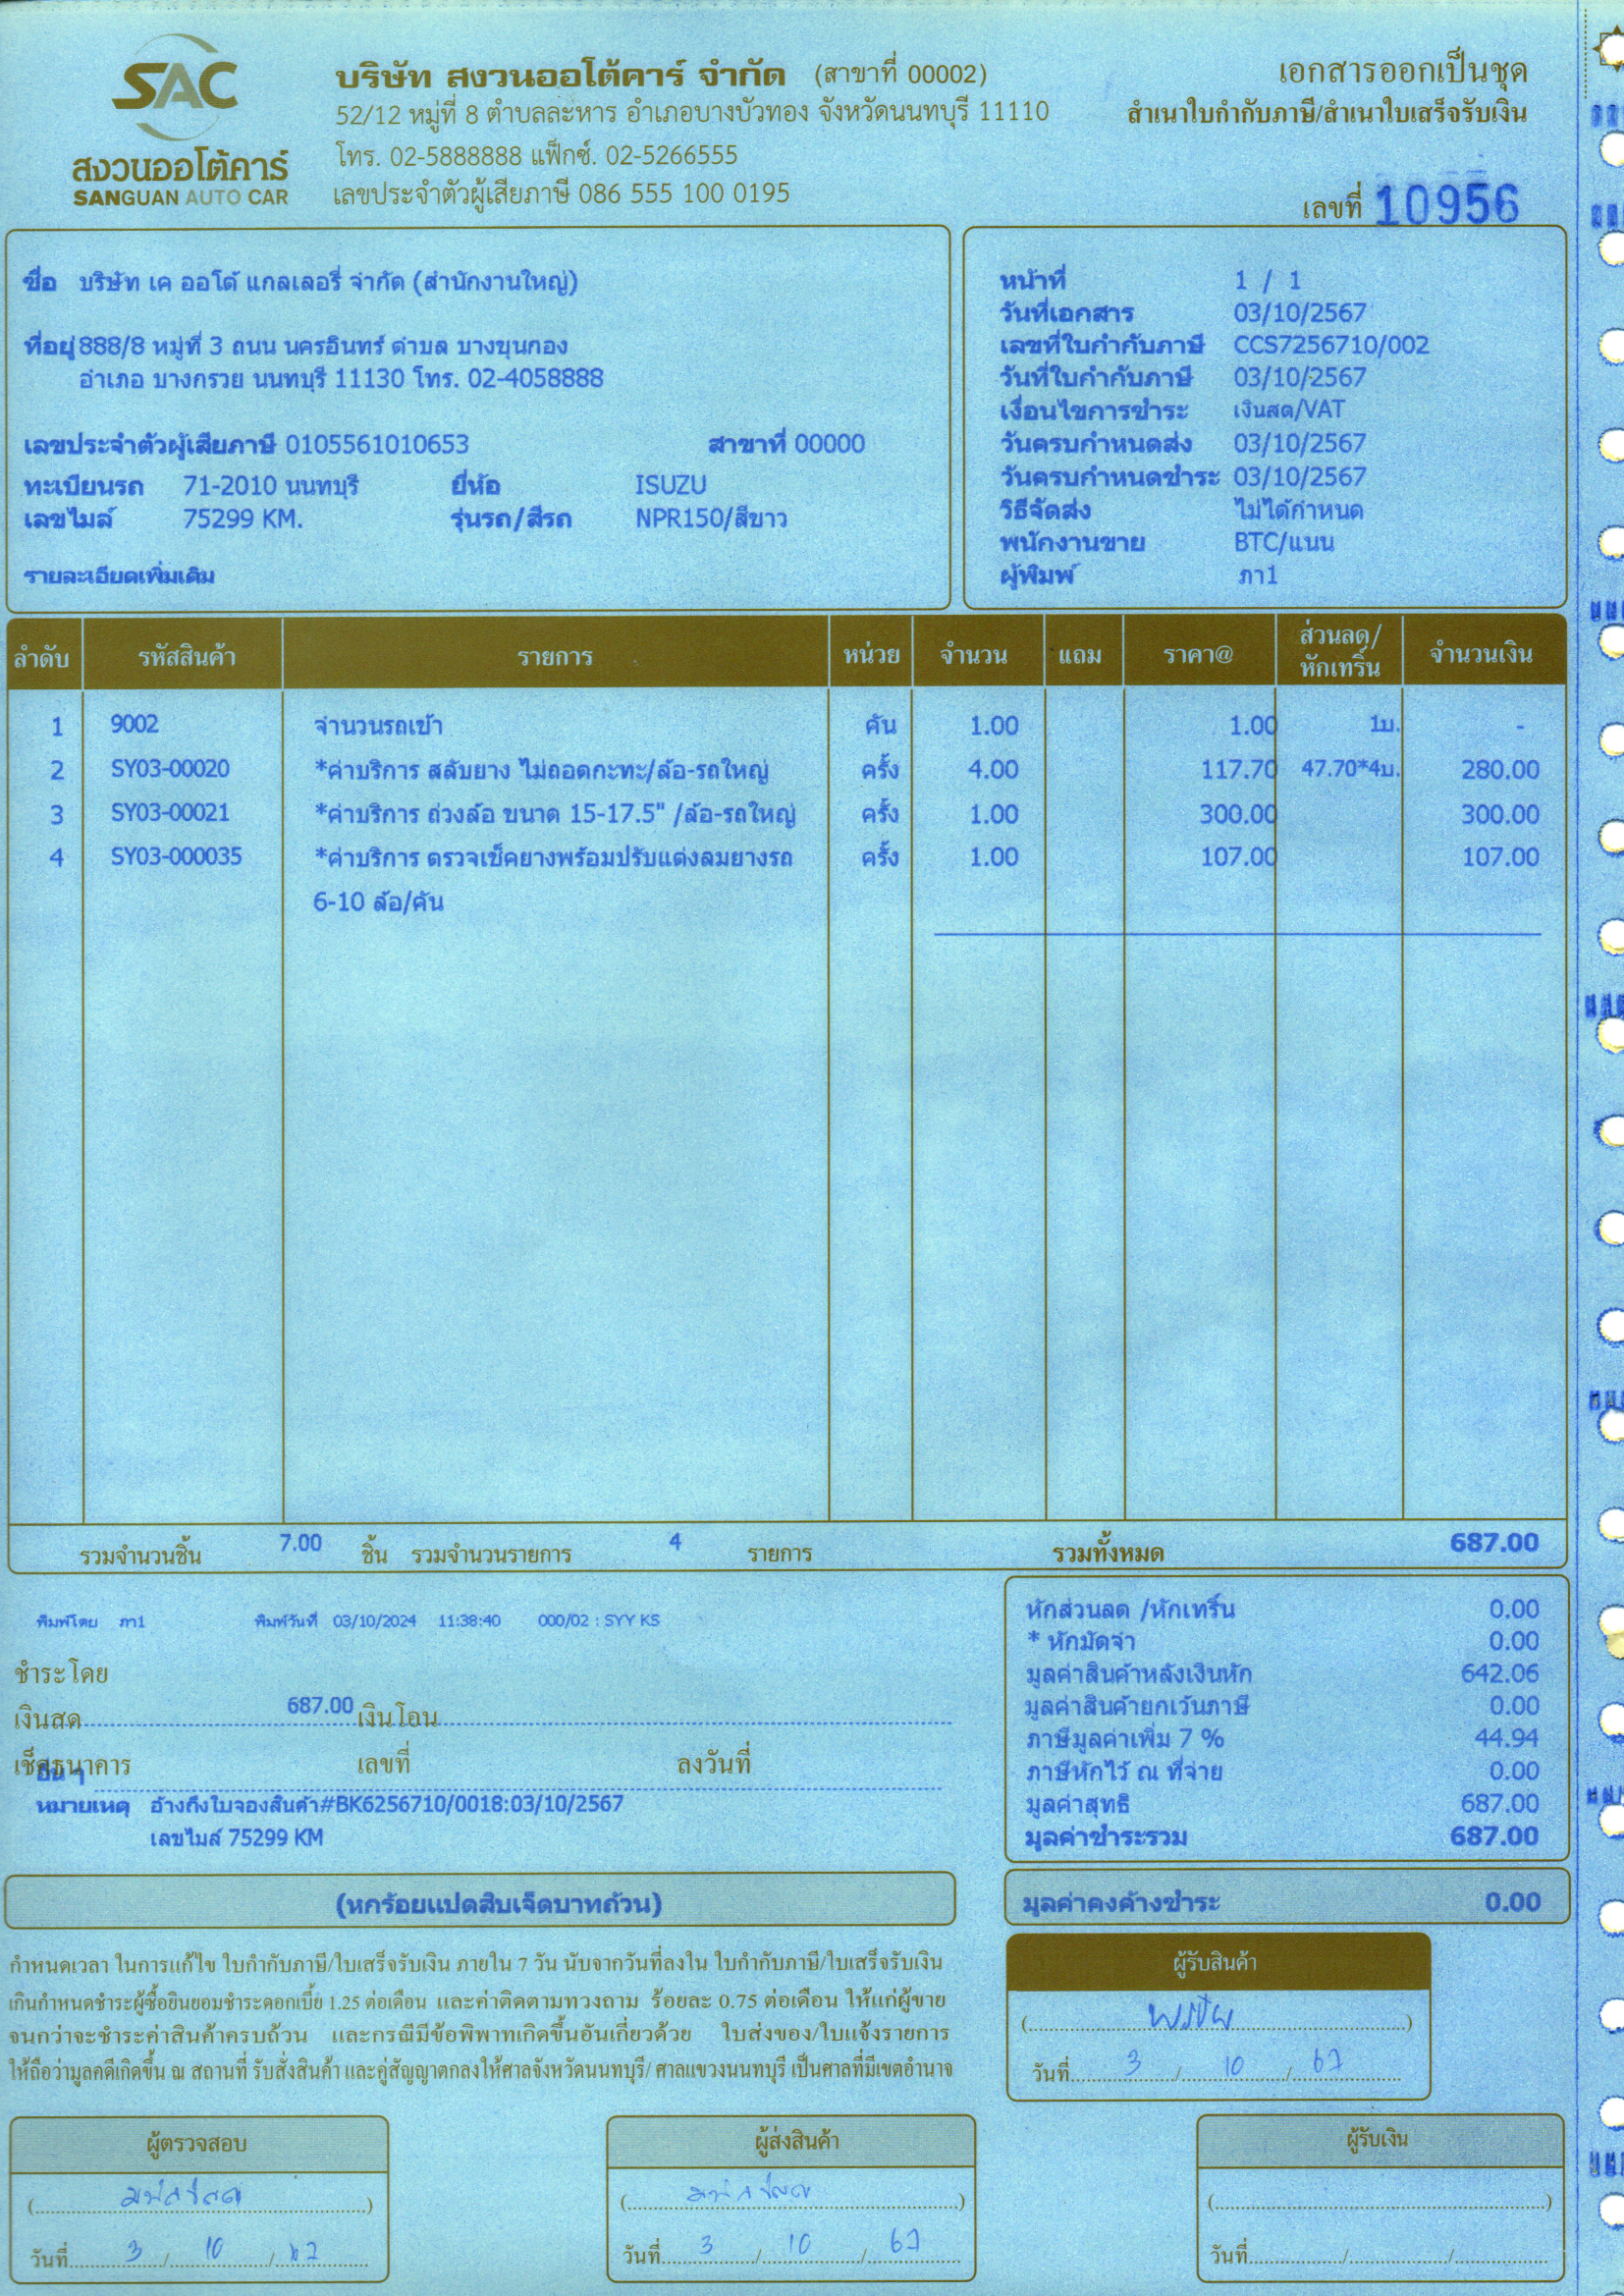 SAC
สงวนออโต้คาร์
SANGUAN AUTO CAR
บริษัท สงวนออโต้คาร์ จำกัด (สาขาที่ 00002)
52/12 หมู่ที่ 8 ตำบลละหาร อำเภอบางบัวทอง จังหวัดนนทบุรี 11110
โทร. 02-5888888 แฟ็กซ์. 02-5266555
เลขประจำตัวผู้เสียภาษี 086 555 100 0195
เอกสารออกเป็นชุด
สำเนาใบกำกับภาษี/สำเนาใบเสร็จรับเงิน
เลขที่ 10956
ชื่อ บริษัท เค ออโต้ แกลเลอรี่ จำกัด (สำนักงานใหญ่)
ที่อยู่ 888/8 หมู่ที่ 3 ถนน นครอินทร์ ตำบล บางขุนกอง
อำเภอ บางกรวย นนทบุรี 11130 โทร. 02-4058888
เลขประจำตัวผู้เสียภาษี 0105561010653 สาขาที่ 00000
ทะเบียนรถ 71-2010 นนทบุรี ยี่ห้อ ISUZU
เลขไมล์ 75299 KM. รุ่นรถ/สีรถ NPR150/สีขาว
รายละเอียดเพิ่มเติม
หน้าที่ 1 / 1
วันที่เอกสาร 03/10/2567
เลขที่ใบกำกับภาษี CCS7256710/002
วันที่ใบกำกับภาษี 03/10/2567
เงื่อนไขการชำระ เงินสด/VAT
วันครบกำหนดส่ง 03/10/2567
วันครบกำหนดชำระ 03/10/2567
วิธีจัดส่ง ไม่ได้กำหนด
พนักงานขาย BTC/แนน
ผู้พิมพ์ ภา1
ลำดับ รหัสสินค้า รายการ หน่วย จำนวน แถม ราคา@ ส่วนลด/หักเทริ์น จำนวนเงิน
1 9002 จำนวนรถเข้า คัน 1.00 1.00 1บ. -
2 SY03-00020 *ค่าบริการ สลับยาง ไม่ถอดกะทะ/ล้อ-รถใหญ่ ครั้ง 4.00 117.70 47.70*4บ. 280.00
3 SY03-00021 *ค่าบริการ ถ่วงล้อ ขนาด 15-17.5" /ล้อ-รถใหญ่ ครั้ง 1.00 300.00 300.00
4 SY03-000035 *ค่าบริการ ตรวจเช็คยางพร้อมปรับแต่งลมยางรถ ครั้ง 1.00 107.00 107.00
6-10 ล้อ/คัน
รวมจำนวนชิ้น 7.00 ชิ้น รวมจำนวนรายการ 4 รายการ รวมทั้งหมด 687.00
พิมพ์โดย ภา1 พิมพ์วันที่ 03/10/2024 11:38:40 000/02 : SYY KS
ชำระโดย
เงินสด 687.00 เงินโอน
เช็คธนาคาร เลขที่ ลงวันที่
อื่น ๆ
หมายเหตุ อ้างถึงใบจองสินค้า#BK6256710/0018:03/10/2567
เลขไมล์ 75299 KM
หักส่วนลด /หักเทริ์น 0.00
* หักมัดจำ 0.00
มูลค่าสินค้าหลังเงินหัก 642.06
มูลค่าสินค้ายกเว้นภาษี 0.00
ภาษีมูลค่าเพิ่ม 7 % 44.94
ภาษีหักไว้ ณ ที่จ่าย 0.00
มูลค่าสุทธิ 687.00
มูลค่าชำระรวม 687.00
(หกร้อยแปดสิบเจ็ดบาทถ้วน)
มูลค่าคงค้างชำระ 0.00
กำหนดเวลา ในการแก้ไข ใบกำกับภาษี/ใบเสร็จรับเงิน ภายใน 7 วัน นับจากวันที่ลงใน ใบกำกับภาษี/ใบเสร็จรับเงิน
เกินกำหนดชำระผู้ซื้อยินยอมชำระดอกเบี้ย 1.25 ต่อเดือน และค่าติดตามทวงถาม ร้อยละ 0.75 ต่อเดือน ให้แก่ผู้ขาย
จนกว่าจะชำระค่าสินค้าครบถ้วน และกรณีมีข้อพิพาทเกิดขึ้นอันเกี่ยวด้วย ใบส่งของ/ใบแจ้งรายการ
ให้ถือว่ามูลคดีเกิดขึ้น ณ สถานที่ รับสั่งสินค้า และคู่สัญญาตกลงให้ศาลจังหวัดนนทบุรี/ ศาลแขวงนนทบุรี เป็นศาลที่มีเขตอำนาจ
ผู้รับสินค้า
วันที่ 3 / 10 / 67
ผู้ตรวจสอบ
วันที่ 3 / 10 / 67
ผู้ส่งสินค้า
วันที่ 3 / 10 / 67
ผู้รับเงิน
วันที่ / /